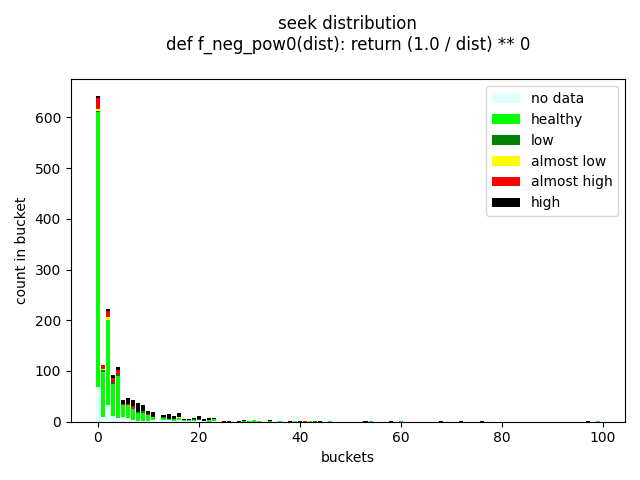 seek distribution
def f_neg_pow0(dist): return (1.0 / dist) ** 0
no data
healthy
low
almost low
almost high
high
count in bucket
600
500
400
300
200
100
0
0 20 40 60 80 100
buckets